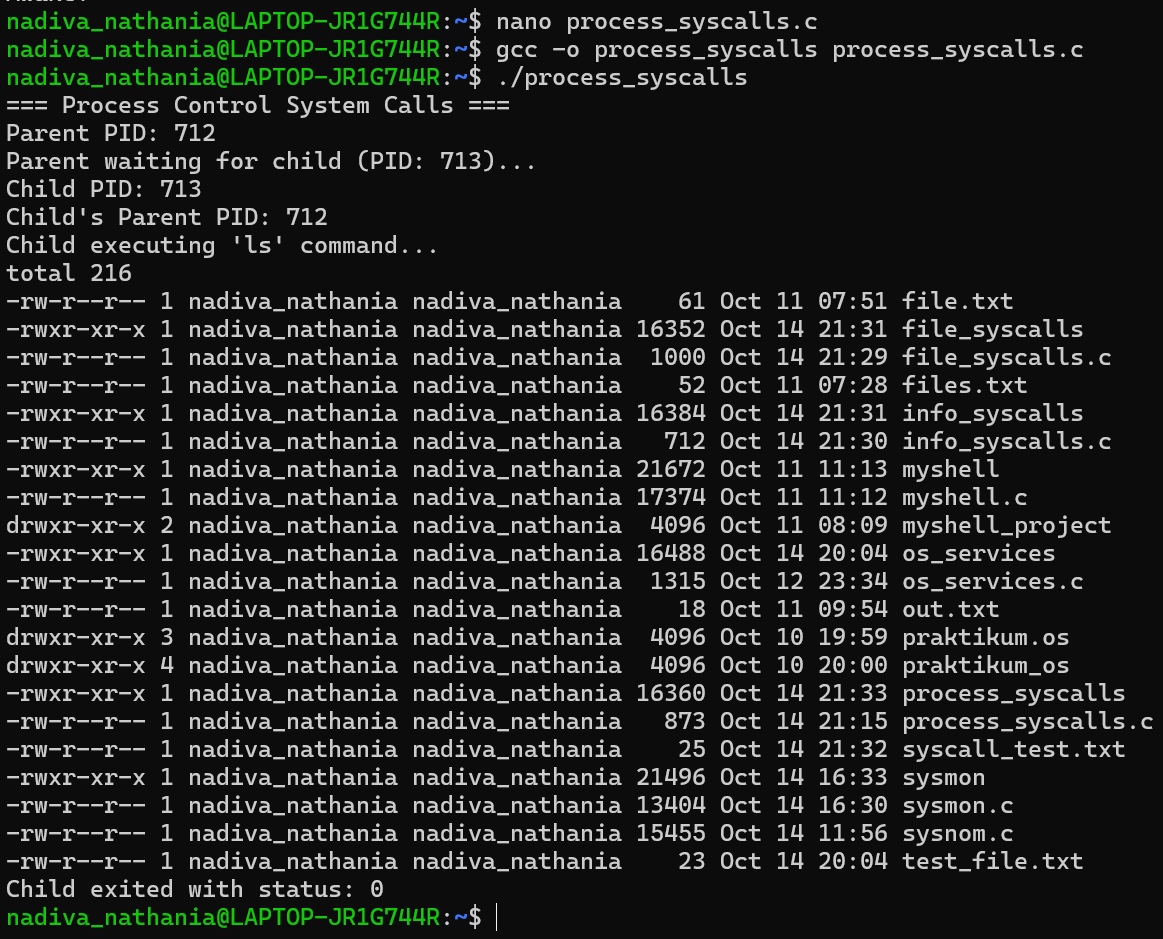 nadiva_nathania@LAPTOP-JR1G744R:~$ nano process_syscalls.c
nadiva_nathania@LAPTOP-JR1G744R:~$ gcc -o process_syscalls process_syscalls.c
nadiva_nathania@LAPTOP-JR1G744R:~$ ./process_syscalls
=== Process Control System Calls ===
Parent PID: 712
Parent waiting for child (PID: 713)...
Child PID: 713
Child's Parent PID: 712
Child executing 'ls' command...
total 216
-rw-r--r-- 1 nadiva_nathania nadiva_nathania    61 Oct 11 07:51 file.txt
-rwxr-xr-x 1 nadiva_nathania nadiva_nathania 16352 Oct 14 21:31 file_syscalls
-rw-r--r-- 1 nadiva_nathania nadiva_nathania  1000 Oct 14 21:29 file_syscalls.c
-rw-r--r-- 1 nadiva_nathania nadiva_nathania    52 Oct 11 07:28 files.txt
-rwxr-xr-x 1 nadiva_nathania nadiva_nathania 16384 Oct 14 21:31 info_syscalls
-rw-r--r-- 1 nadiva_nathania nadiva_nathania   712 Oct 14 21:30 info_syscalls.c
-rwxr-xr-x 1 nadiva_nathania nadiva_nathania 21672 Oct 11 11:13 myshell
-rw-r--r-- 1 nadiva_nathania nadiva_nathania 17374 Oct 11 11:12 myshell.c
drwxr-xr-x 2 nadiva_nathania nadiva_nathania  4096 Oct 11 08:09 myshell_project
-rwxr-xr-x 1 nadiva_nathania nadiva_nathania 16488 Oct 14 20:04 os_services
-rw-r--r-- 1 nadiva_nathania nadiva_nathania  1315 Oct 12 23:34 os_services.c
-rw-r--r-- 1 nadiva_nathania nadiva_nathania    18 Oct 11 09:54 out.txt
drwxr-xr-x 3 nadiva_nathania nadiva_nathania  4096 Oct 10 19:59 praktikum.os
drwxr-xr-x 4 nadiva_nathania nadiva_nathania  4096 Oct 10 20:00 praktikum_os
-rwxr-xr-x 1 nadiva_nathania nadiva_nathania 16360 Oct 14 21:33 process_syscalls
-rw-r--r-- 1 nadiva_nathania nadiva_nathania   873 Oct 14 21:15 process_syscalls.c
-rw-r--r-- 1 nadiva_nathania nadiva_nathania    25 Oct 14 21:32 syscall_test.txt
-rwxr-xr-x 1 nadiva_nathania nadiva_nathania 21496 Oct 14 16:33 sysmon
-rw-r--r-- 1 nadiva_nathania nadiva_nathania 13404 Oct 14 16:30 sysmon.c
-rw-r--r-- 1 nadiva_nathania nadiva_nathania 15455 Oct 14 11:56 sysnom.c
-rw-r--r-- 1 nadiva_nathania nadiva_nathania    23 Oct 14 20:04 test_file.txt
Child exited with status: 0
nadiva_nathania@LAPTOP-JR1G744R:~$